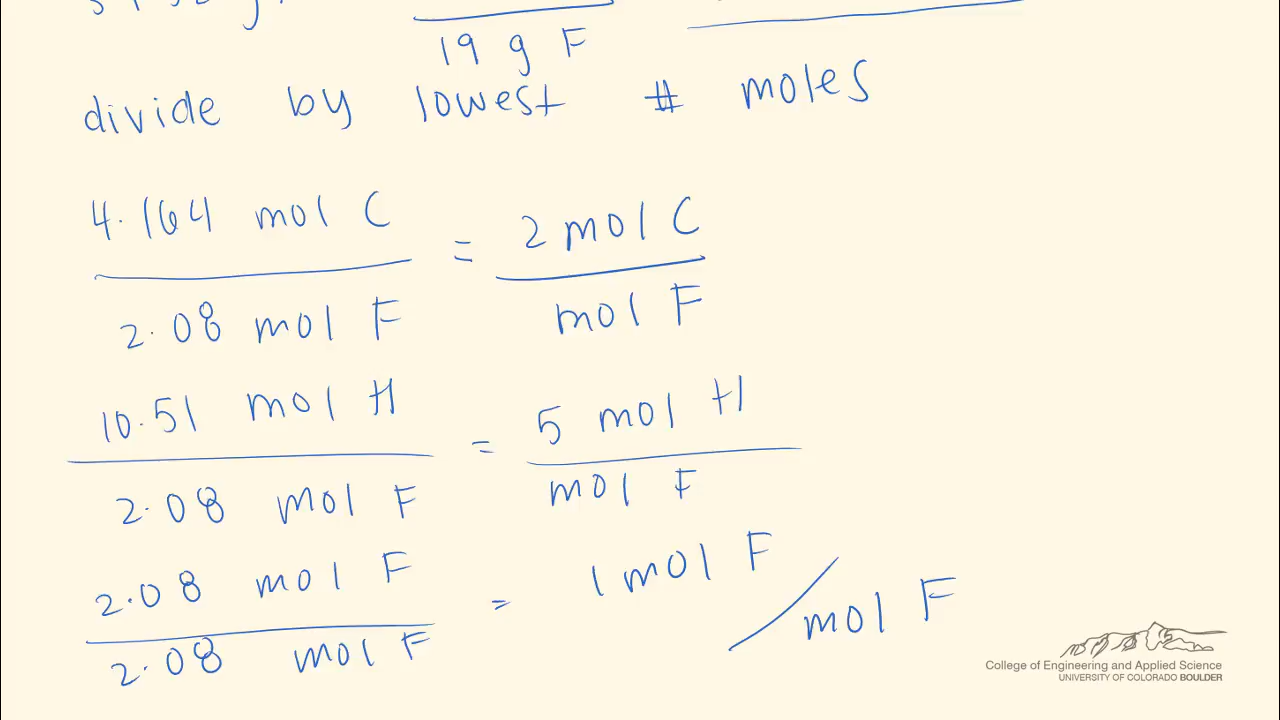 19 g F
divide by lowest # moles
4.164 mol C = 2 mol C
2.08 mol F mol F
10.51 mol H = 5 mol H
2.08 mol F mol F
2.08 mol F = 1 mol F / mol F
2.08 mol F
College of Engineering and Applied Science
UNIVERSITY OF COLORADO BOULDER